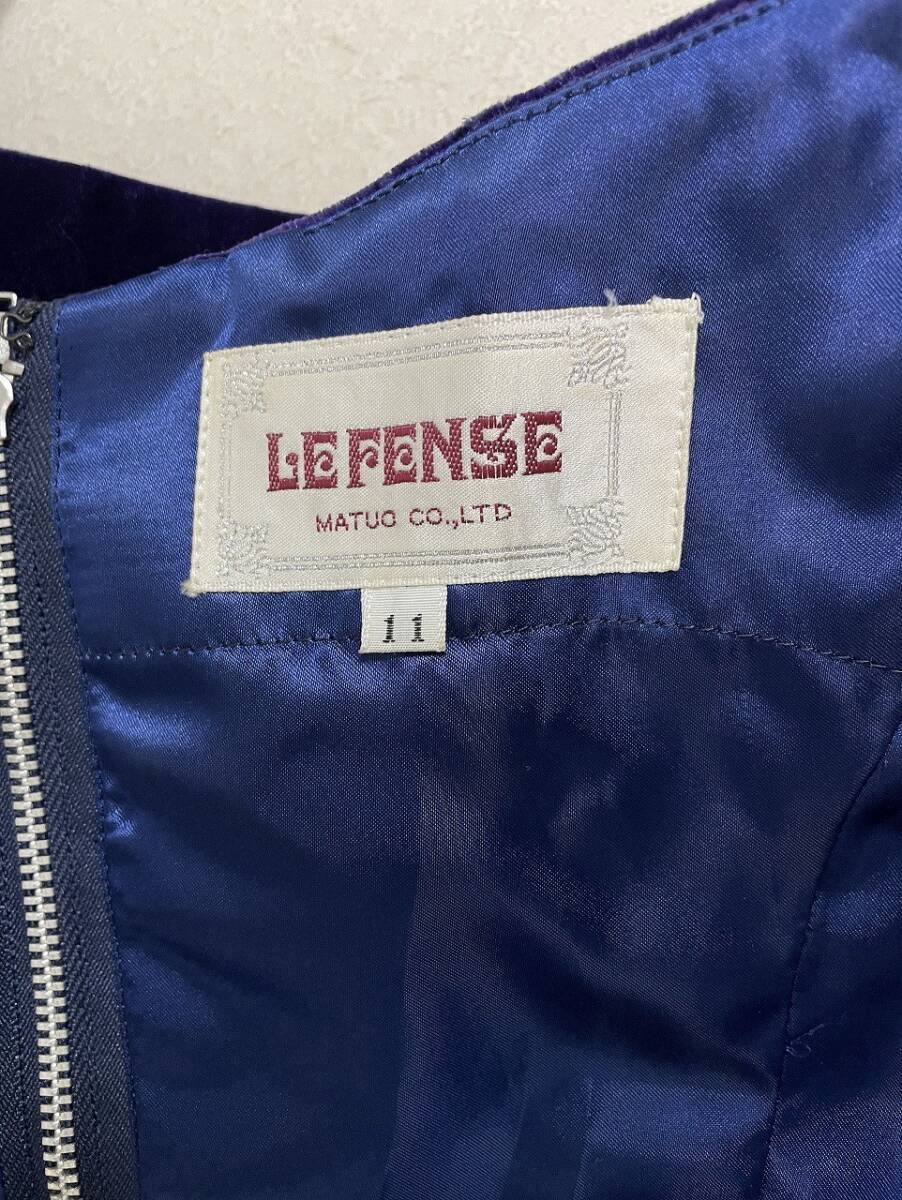 LEFENSE
MATUO CO.,LTD
11